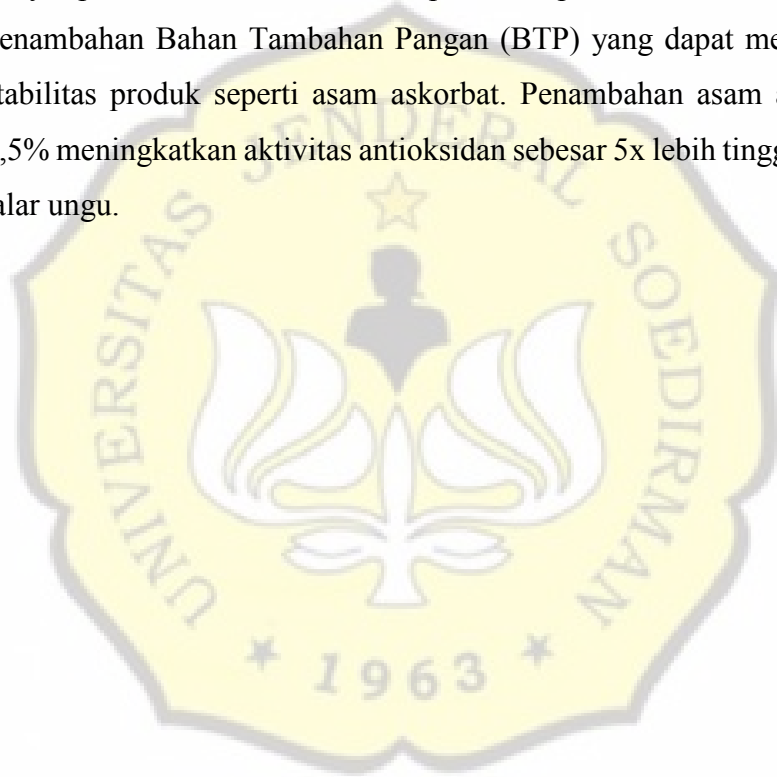 enambahan Bahan Tambahan Pangan (BTP) yang dapat me
tabilitas produk seperti asam askorbat. Penambahan asam
,5% meningkatkan aktivitas antioksidan sebesar 5x lebih tingg
alar ungu.
UNIVERSITAS JENDERAL SOEDIRMAN
1963